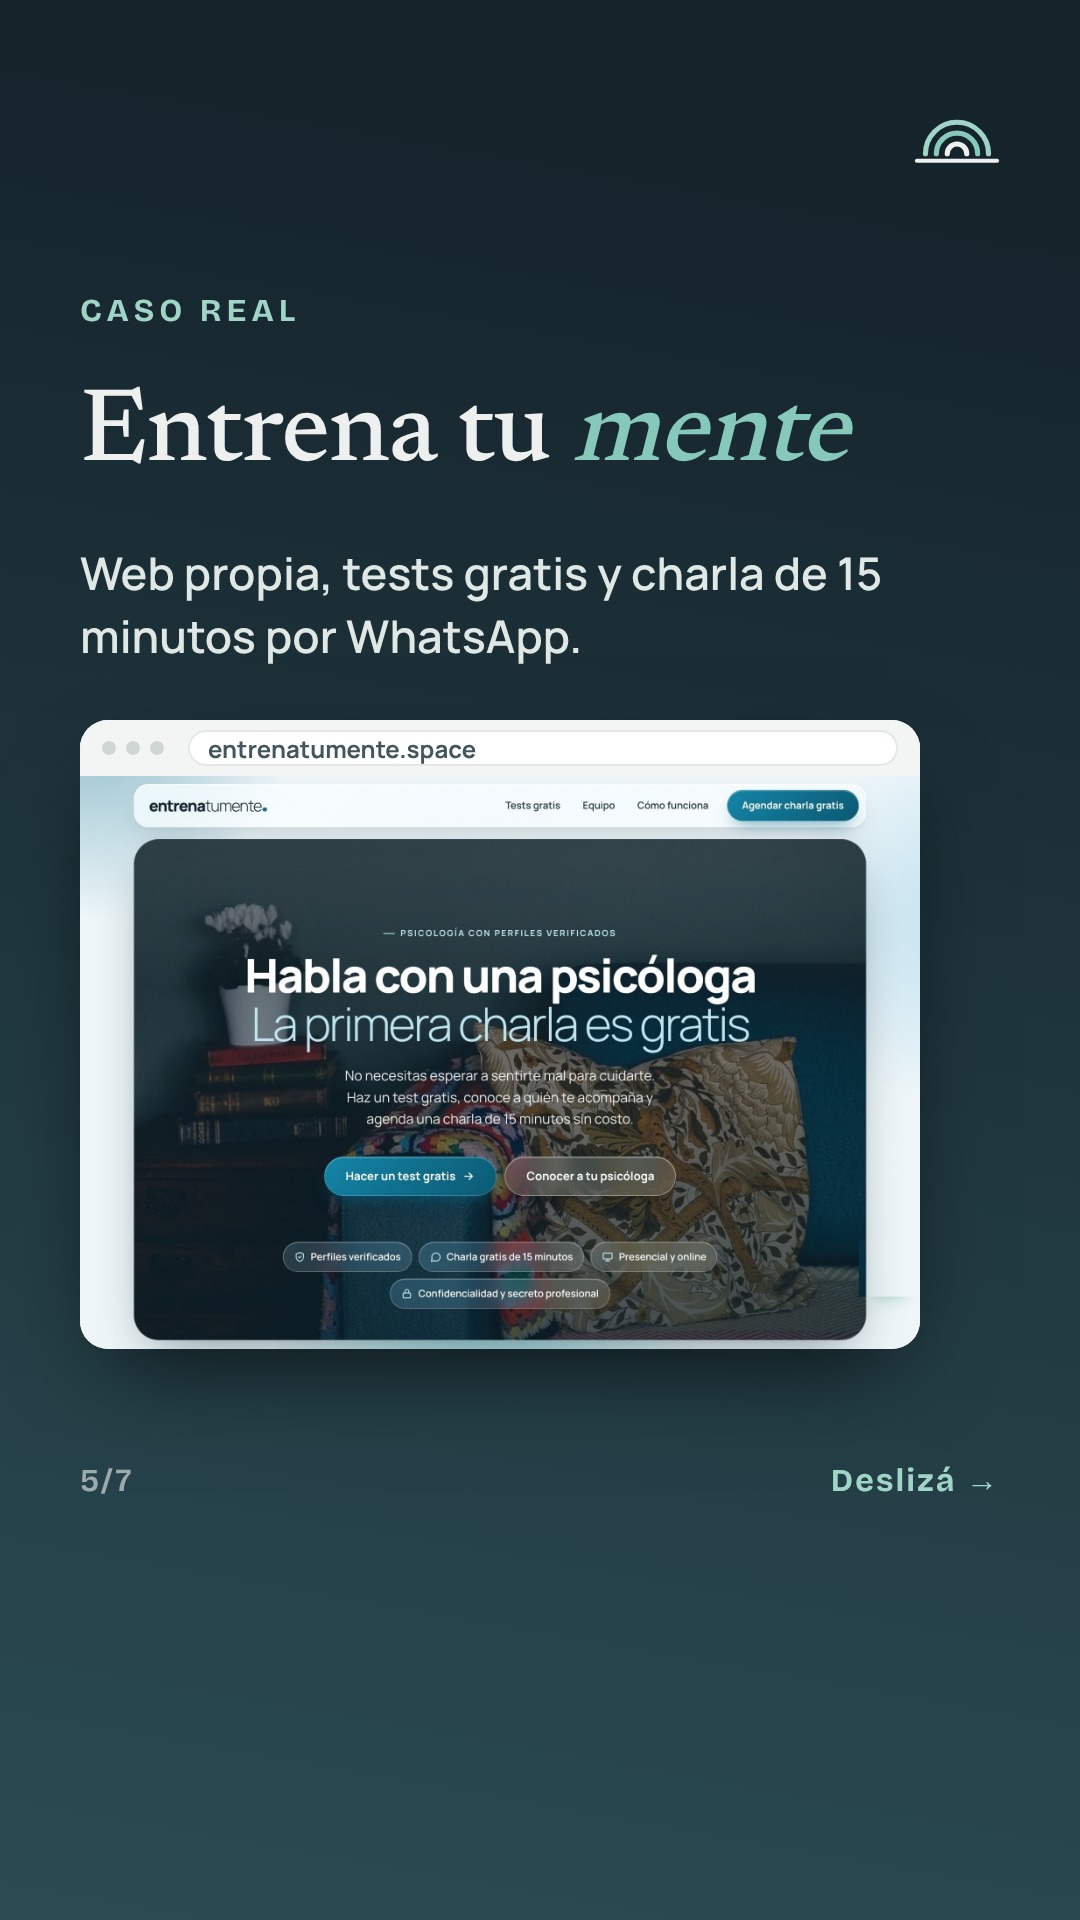 CASO REAL
Entrena tu mente
Web propia, tests gratis y charla de 15
minutos por WhatsApp.
entrenatumente.space
entrenatumente.
Tests gratis Equipo Cómo funciona Agendar charla gratis
— PSICOLOGÍA CON PERFILES VERIFICADOS
Habla con una psicóloga
La primera charla es gratis
No necesitas esperar a sentirte mal para cuidarte.
Haz un test gratis, conoce a quién te acompaña y
agenda una charla de 15 minutos sin costo.
Hacer un test gratis →
Conocer a tu psicóloga
Perfiles verificados
Charla gratis de 15 minutos
Presencial y online
Confidencialidad y secreto profesional
5/7
Deslizá →